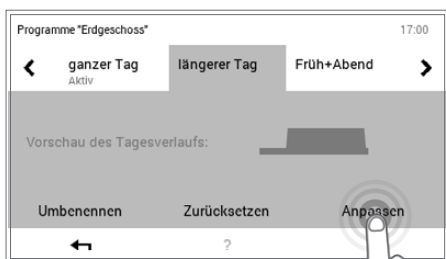 Programme "Erdgeschoss" 17:00
ganzer Tag längerer Tag Früh+Abend
Aktiv
Vorschau des Tagesverlaufs:
Umbenennen Zurücksetzen Anpassen
?